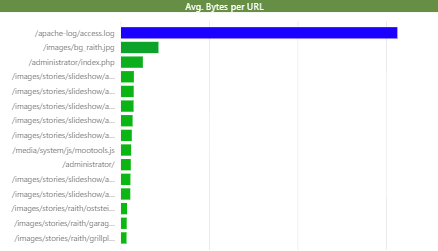 Avg. Bytes per URL
/apache-log/access.log
/images/bg_raith.jpg
/administrator/index.php
/images/stories/slideshow/a...
/images/stories/slideshow/a...
/images/stories/slideshow/a...
/images/stories/slideshow/a...
/images/stories/slideshow/a...
/media/system/js/mootools.js
/administrator/
/images/stories/slideshow/a...
/images/stories/slideshow/a...
/images/stories/raith/oststei...
/images/stories/raith/garag...
/images/stories/raith/grillpl...